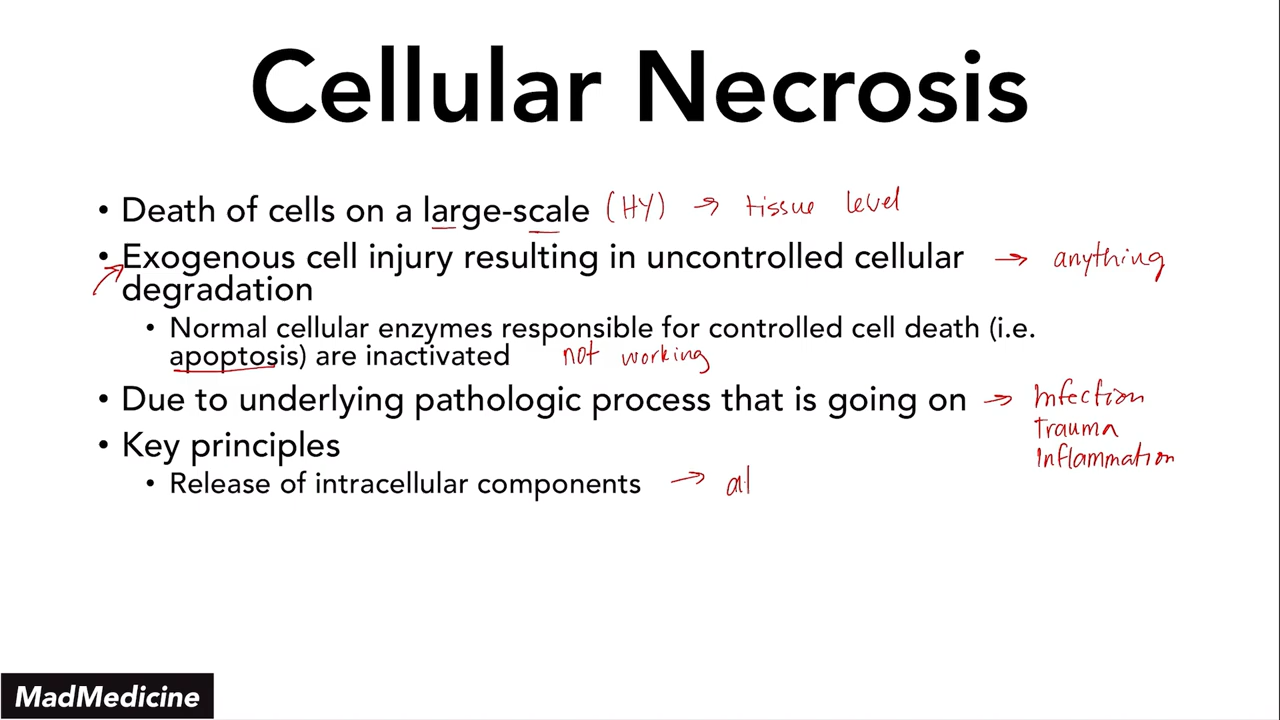 Cellular Necrosis
• Death of cells on a large-scale (HY) → tissue level
• Exogenous cell injury resulting in uncontrolled cellular → anything
degradation
• Normal cellular enzymes responsible for controlled cell death (i.e.
apoptosis) are inactivated not working
• Due to underlying pathologic process that is going on → Infection
Trauma
• Key principles
Inflammation
• Release of intracellular components → al
MadMedicine